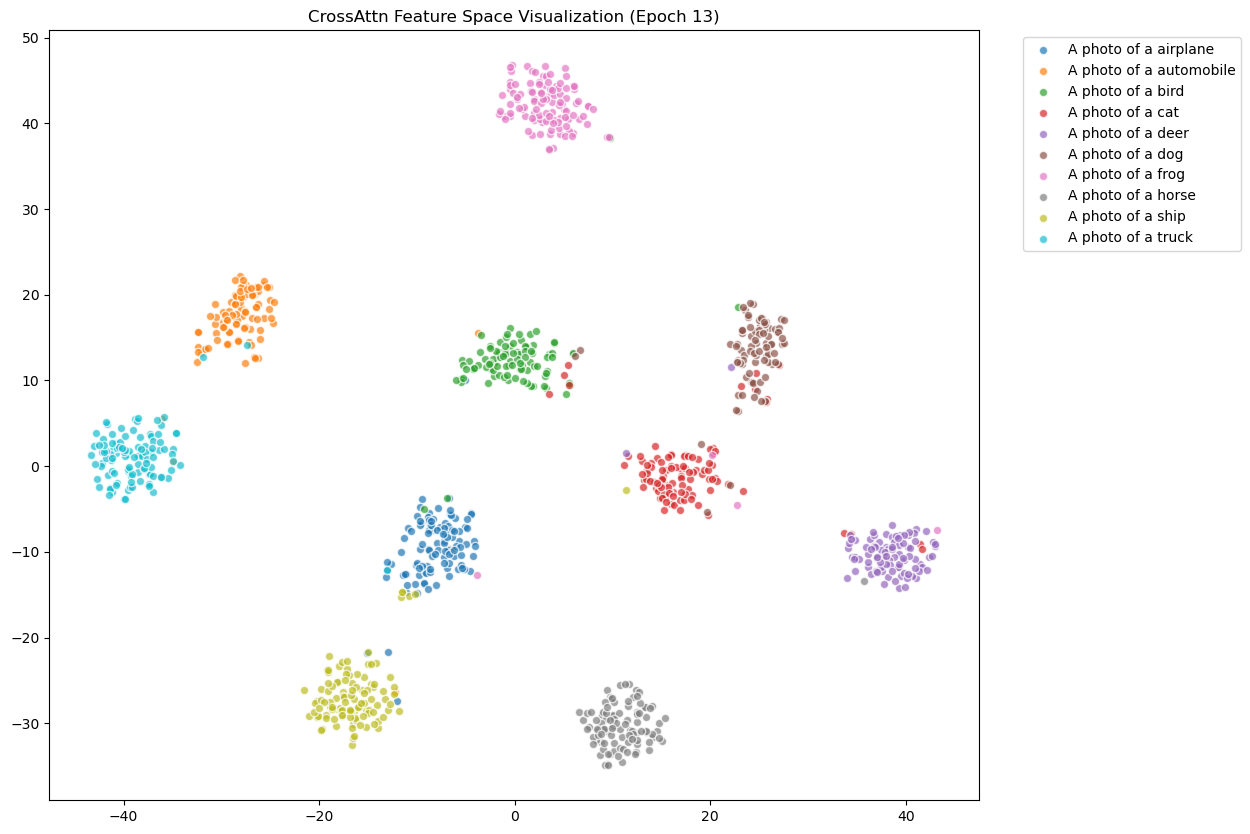 CrossAttn Feature Space Visualization (Epoch 13)
50
40
30
20
10
0
−10
−20
−30
−40
−20
0
20
40
A photo of a airplane
A photo of a automobile
A photo of a bird
A photo of a cat
A photo of a deer
A photo of a dog
A photo of a frog
A photo of a horse
A photo of a ship
A photo of a truck